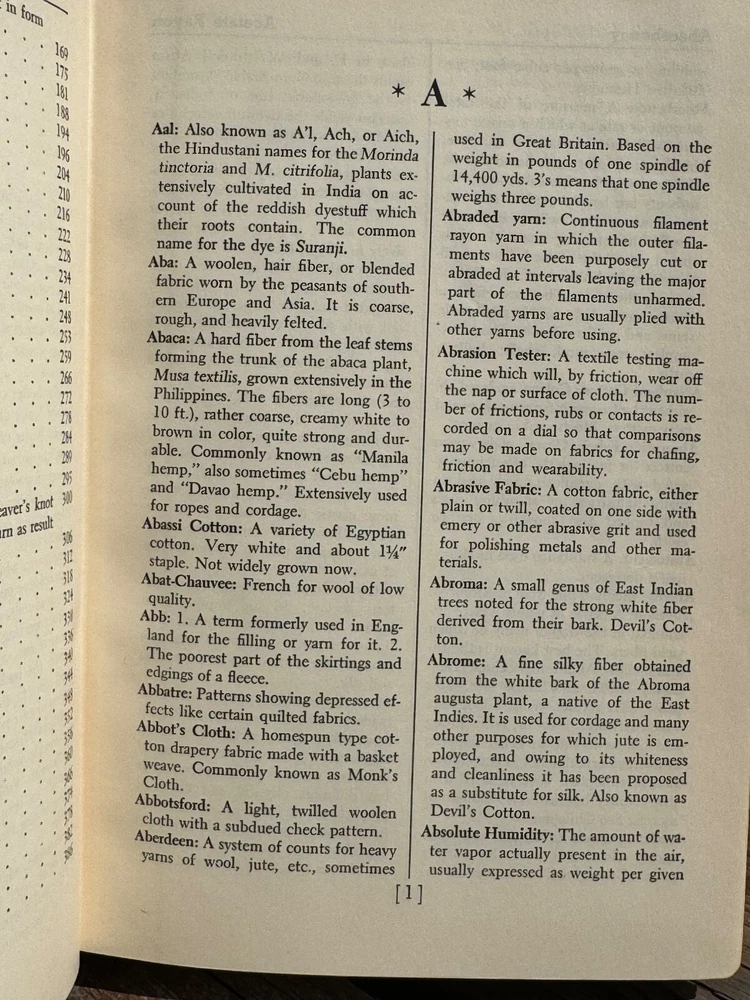 t in form
169
175
181
188
194
196
204
210
216
222
228
234
241
248
253
259
266
272
278
284
289
295
eaver's knot 300
rn as result
306
312
318
324
* A *
Aal: Also known as A'l, Ach, or Aich,
the Hindustani names for the Morinda
tinctoria and M. citrifolia, plants ex-
tensively cultivated in India on ac-
count of the reddish dyestuff which
their roots contain. The common
name for the dye is Suranji.
Aba: A woolen, hair fiber, or blended
fabric worn by the peasants of south-
ern Europe and Asia. It is coarse,
rough, and heavily felted.
Abaca: A hard fiber from the leaf stems
forming the trunk of the abaca plant,
Musa textilis, grown extensively in the
Philippines. The fibers are long (3 to
10 ft.), rather coarse, creamy white to
brown in color, quite strong and dur-
able. Commonly known as "Manila
hemp," also sometimes "Cebu hemp"
and "Davao hemp." Extensively used
for ropes and cordage.
Abassi Cotton: A variety of Egyptian
cotton. Very white and about 1¼"
staple. Not widely grown now.
Abat-Chauvee: French for wool of low
quality.
Abb: 1. A term formerly used in Eng-
land for the filling or yarn for it. 2.
The poorest part of the skirtings and
edgings of a fleece.
Abbatre: Patterns showing depressed ef-
fects like certain quilted fabrics.
Abbot's Cloth: A homespun type cot-
ton drapery fabric made with a basket
weave. Commonly known as Monk's
Cloth.
Abbotsford: A light, twilled woolen
cloth with a subdued check pattern.
Aberdeen: A system of counts for heavy
yarns of wool, jute, etc., sometimes
used in Great Britain. Based on the
weight in pounds of one spindle of
14,400 yds. 3's means that one spindle
weighs three pounds.
Abraded yarn: Continuous filament
rayon yarn in which the outer fila-
ments have been purposely cut or
abraded at intervals leaving the major
part of the filaments unharmed.
Abraded yarns are usually plied with
other yarns before using.
Abrasion Tester: A textile testing ma-
chine which will, by friction, wear off
the nap or surface of cloth. The num-
ber of frictions, rubs or contacts is re-
corded on a dial so that comparisons
may be made on fabrics for chafing,
friction and wearability.
Abrasive Fabric: A cotton fabric, either
plain or twill, coated on one side with
emery or other abrasive grit and used
for polishing metals and other ma-
terials.
Abroma: A small genus of East Indian
trees noted for the strong white fiber
derived from their bark. Devil's Cot-
ton.
Abrome: A fine silky fiber obtained
from the white bark of the Abroma
augusta plant, a native of the East
Indies. It is used for cordage and many
other purposes for which jute is em-
ployed, and owing to its whiteness
and cleanliness it has been proposed
as a substitute for silk. Also known as
Devil's Cotton.
Absolute Humidity: The amount of wa-
ter vapor actually present in the air,
usually expressed as weight per given
[1]